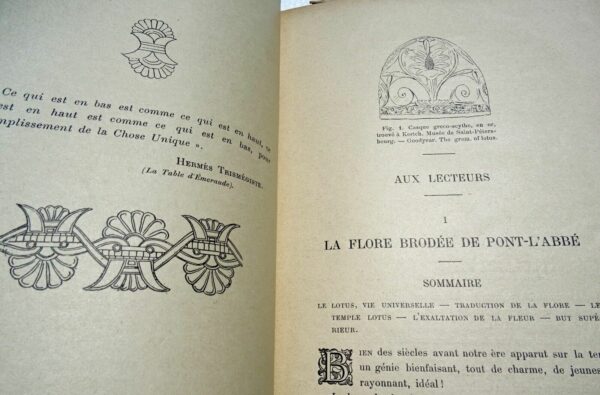 Ce qui est en bas est comme ce qui est en haut, ce
est en haut est comme ce qui est en bas, pour
de la Chose Unique ».
Hermès Trismégiste.
(La Table d'Émeraude).
Fig. 1. Casque greco-scythe, en or,
trouvé à Kertch. Musée de Saint-Péters-
bourg. — Goodyear. The gram. of lotus.
AUX LECTEURS
1
LA FLORE BRODÉE DE PONT-L'ABBÉ
SOMMAIRE
LE LOTUS, VIE UNIVERSELLE — TRADUCTION DE LA FLORE — LE
TEMPLE LOTUS — L'EXALTATION DE LA FLEUR — BUT SUPÉ-
RIEUR.
BIEN des siècles avant notre ère apparut sur la
un génie bienfaisant, tout de charme, de jeunes
rayonnant, idéal !